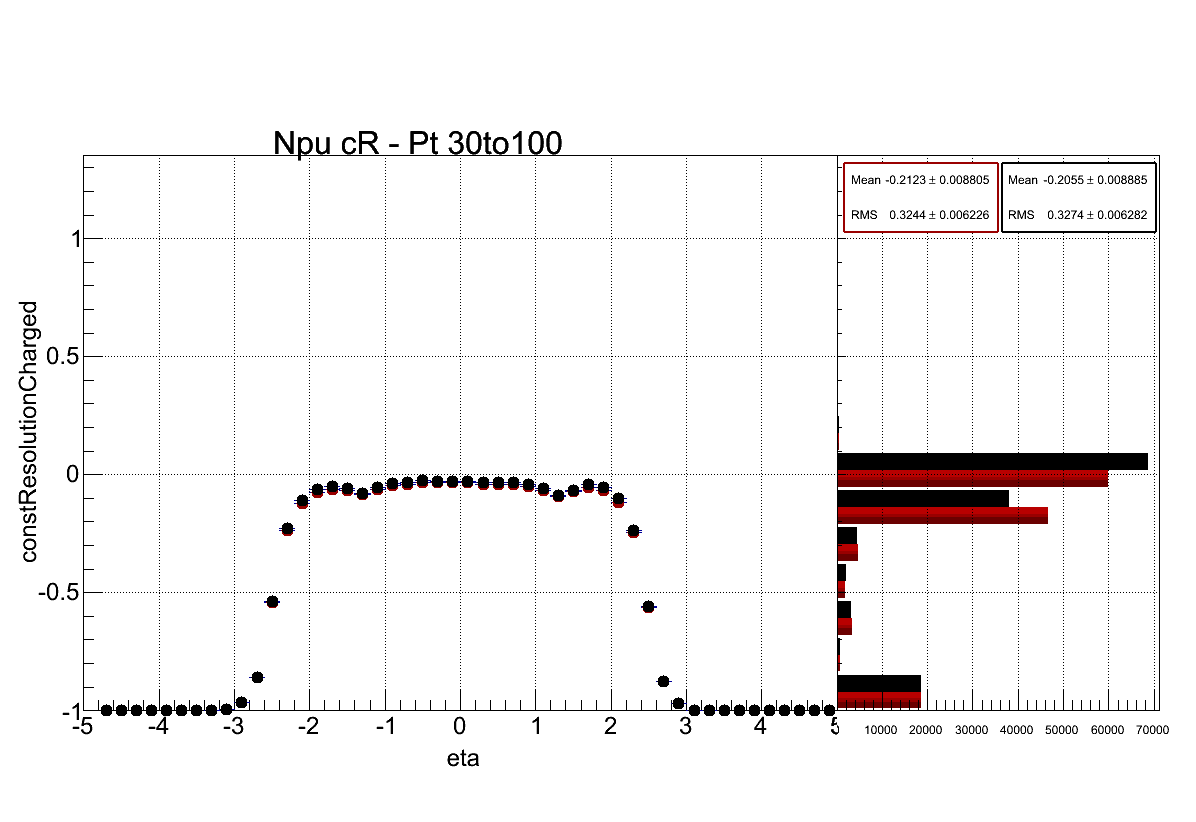 Npu cR - Pt 30to100
Mean -0.2123 ± 0.008805
RMS 0.3244 ± 0.006226
Mean -0.2055 ± 0.008885
RMS 0.3274 ± 0.006282
constResolutionCharged
1
0.5
0
-0.5
-1
-5 -4 -3 -2 -1 0 1 2 3 4
10000 20000 30000 40000 50000 60000 70000
eta